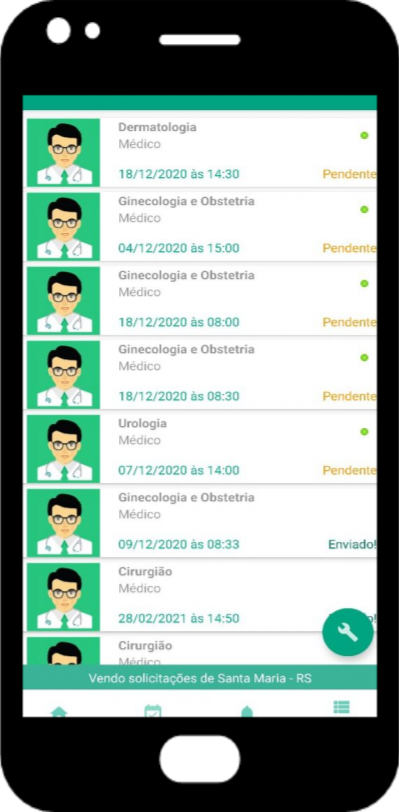 Dermatologia
Médico
18/12/2020 às 14:30
Pendente
Ginecologia e Obstetria
Médico
04/12/2020 às 15:00
Pendente
Ginecologia e Obstetria
Médico
18/12/2020 às 08:00
Pendente
Ginecologia e Obstetria
Médico
18/12/2020 às 08:30
Pendente
Urologia
Médico
07/12/2020 às 14:00
Pendente
Ginecologia e Obstetria
Médico
09/12/2020 às 08:33
Enviado!
Cirurgião
Médico
28/02/2021 às 14:50
Cirurgião
Médico
Vendo solicitações de Santa Maria - RS